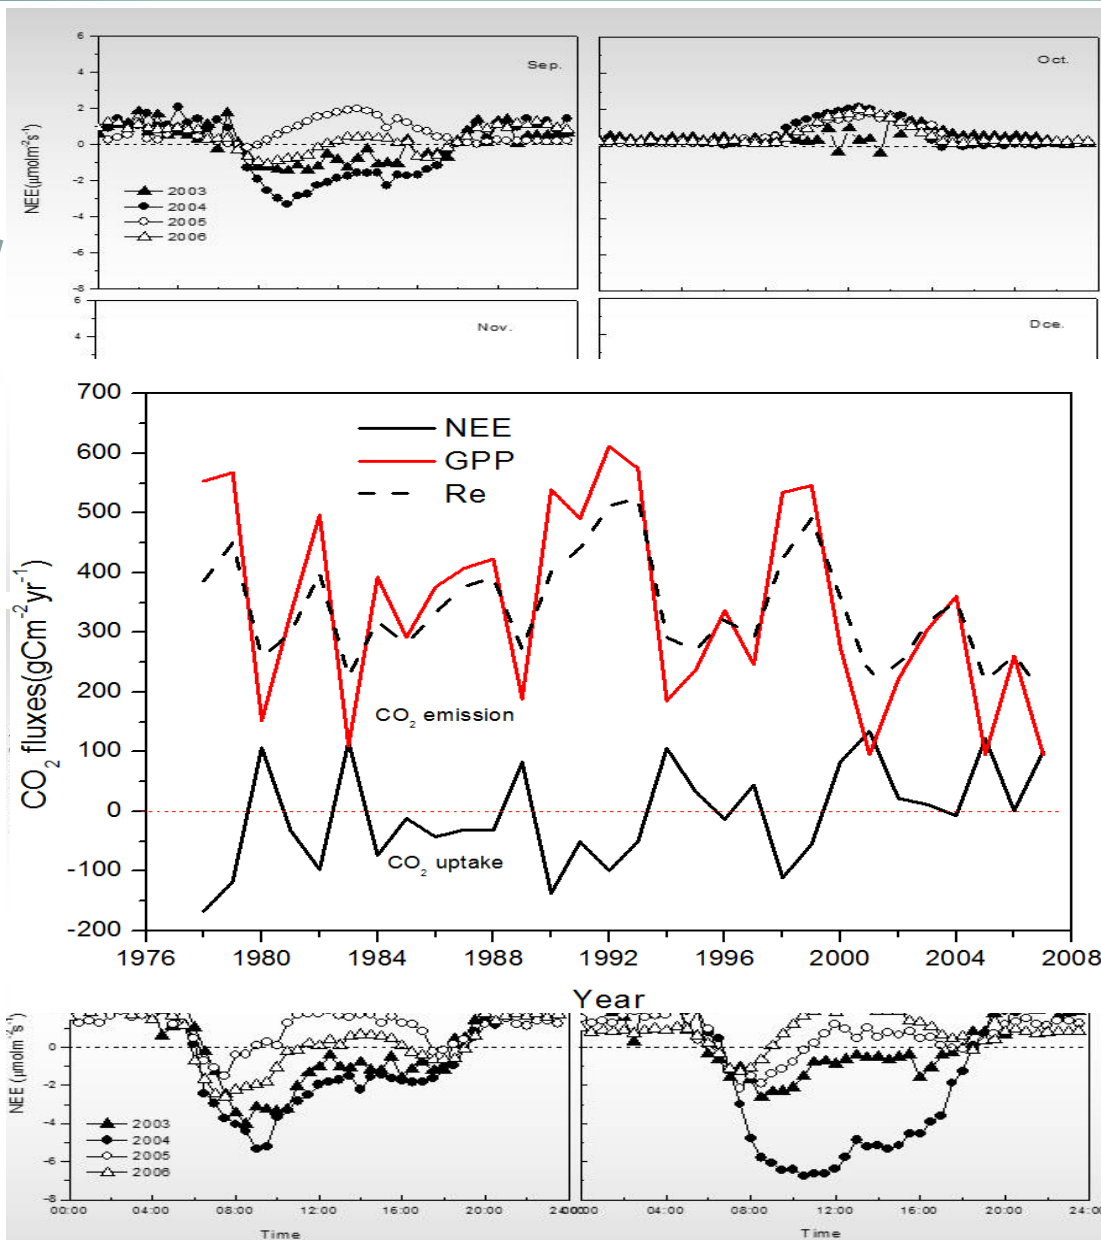 6
4
2
0
-2
-4
-6
-8
NEE(μmolm⁻²s⁻¹)
Sep.
2003
2004
2005
2006
Oct.
6
4
Nov.
Dce.
700
600
500
400
300
200
100
0
-100
-200
CO₂ fluxes(gCm⁻²yr⁻¹)
NEE
GPP
Re
CO₂ emission
CO₂ uptake
1976 1980 1984 1988 1992 1996 2000 2004 2008
Year
0
-2
-4
-6
-8
NEE (μmolm⁻²s⁻¹)
2003
2004
2005
2006
00:00 04:00 08:00 12:00 16:00 20:00
04:00 08:00 12:00 16:00 20:00 24:00
Time Time